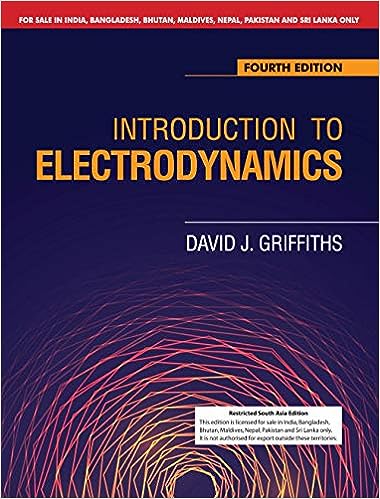 FOR SALE IN INDIA, BANGLADESH, BHUTAN, MALDIVES, NEPAL, PAKISTAN AND SRI LANKA ONLY
FOURTH EDITION
INTRODUCTION TO
ELECTRODYNAMICS
DAVID J. GRIFFITHS
Restricted South Asia Edition
This edition is licensed for sale in India, Bangladesh,
Bhutan, Maldives, Nepal, Pakistan and Sri Lanka only.
It is not authorised for export outside these territories.